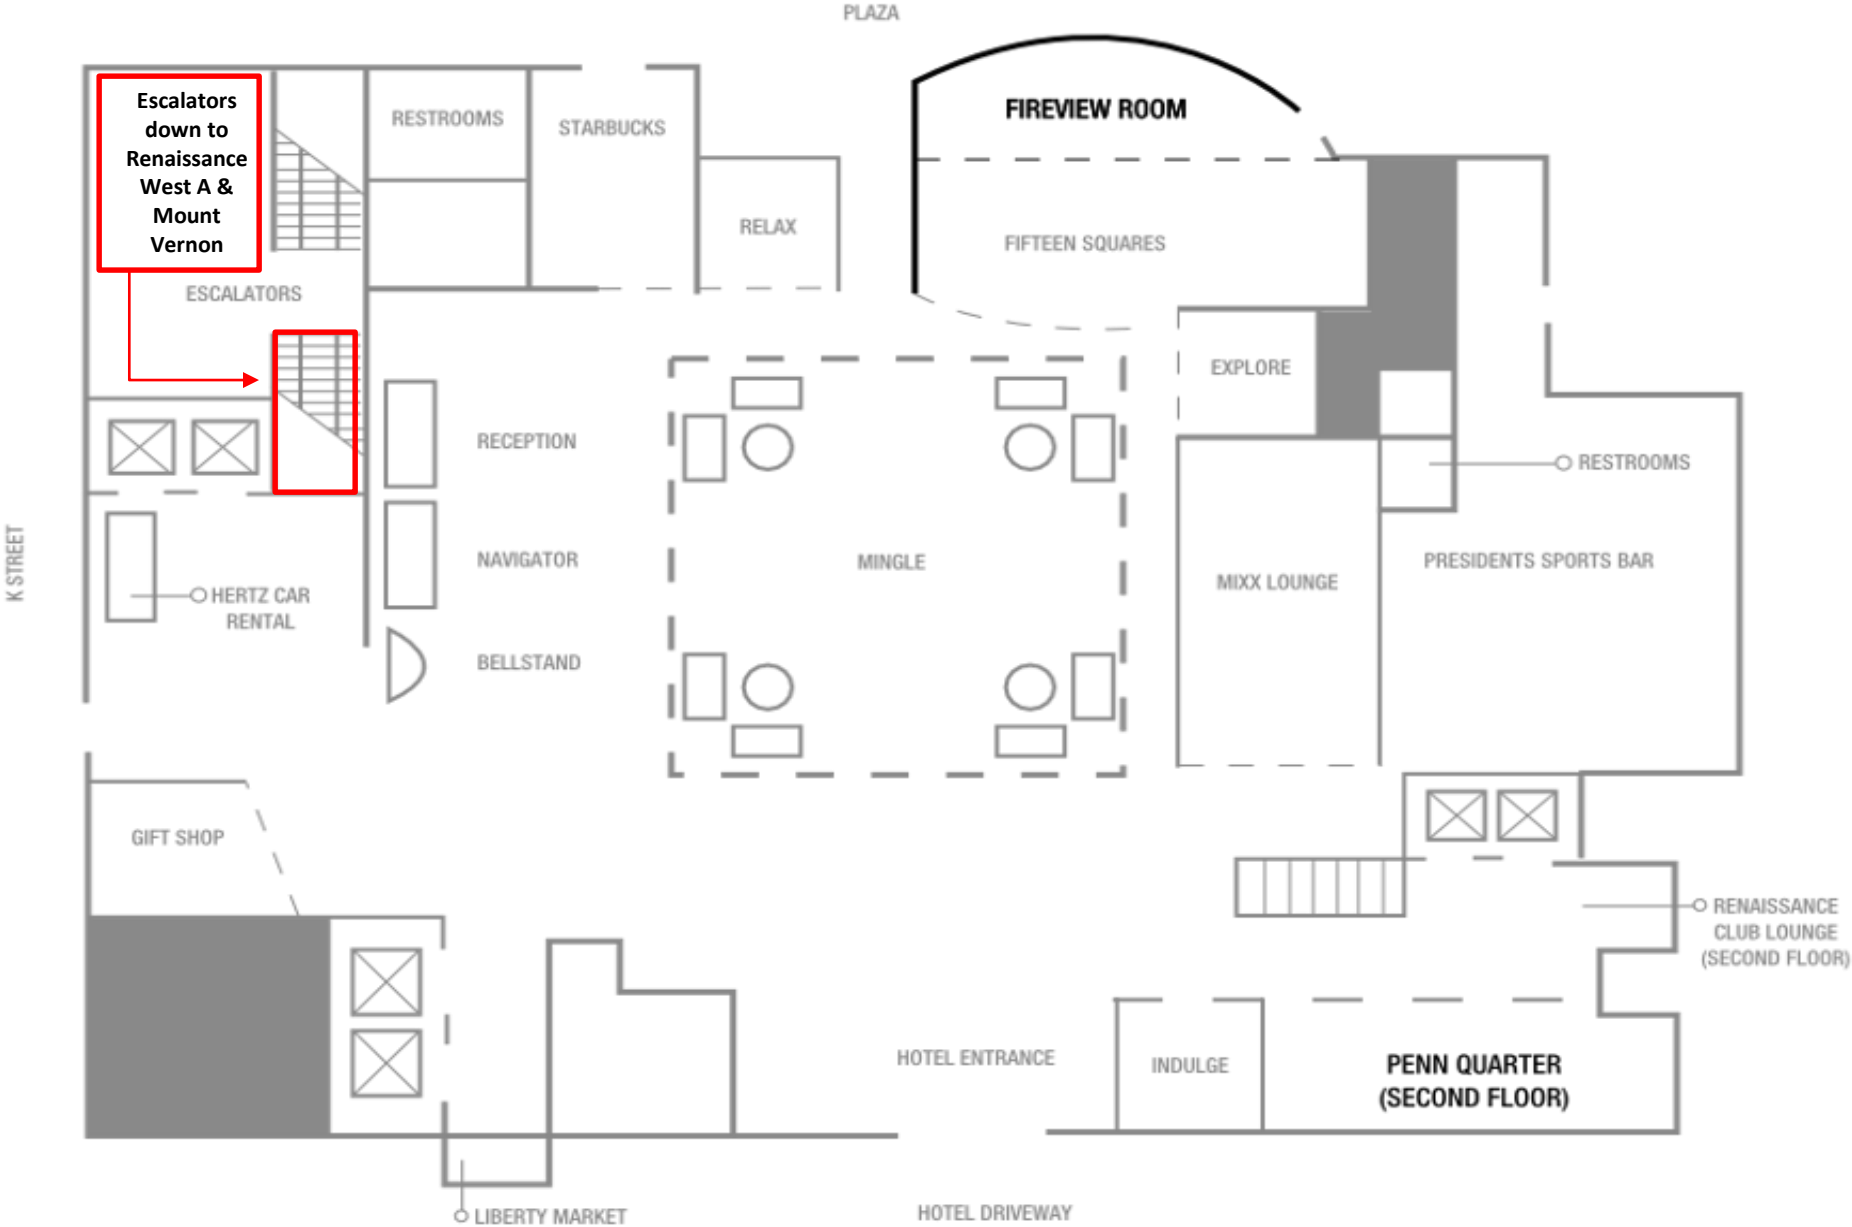 PLAZA
Escalators
down to
Renaissance
West A &
Mount
Vernon
RESTROOMS
STARBUCKS
FIREVIEW ROOM
RELAX
FIFTEEN SQUARES
ESCALATORS
EXPLORE
RECEPTION
RESTROOMS
K STREET
NAVIGATOR
MINGLE
MIXX LOUNGE
PRESIDENTS SPORTS BAR
HERTZ CAR
RENTAL
BELLSTAND
GIFT SHOP
RENAISSANCE
CLUB LOUNGE
(SECOND FLOOR)
HOTEL ENTRANCE
INDULGE
PENN QUARTER
(SECOND FLOOR)
LIBERTY MARKET
HOTEL DRIVEWAY